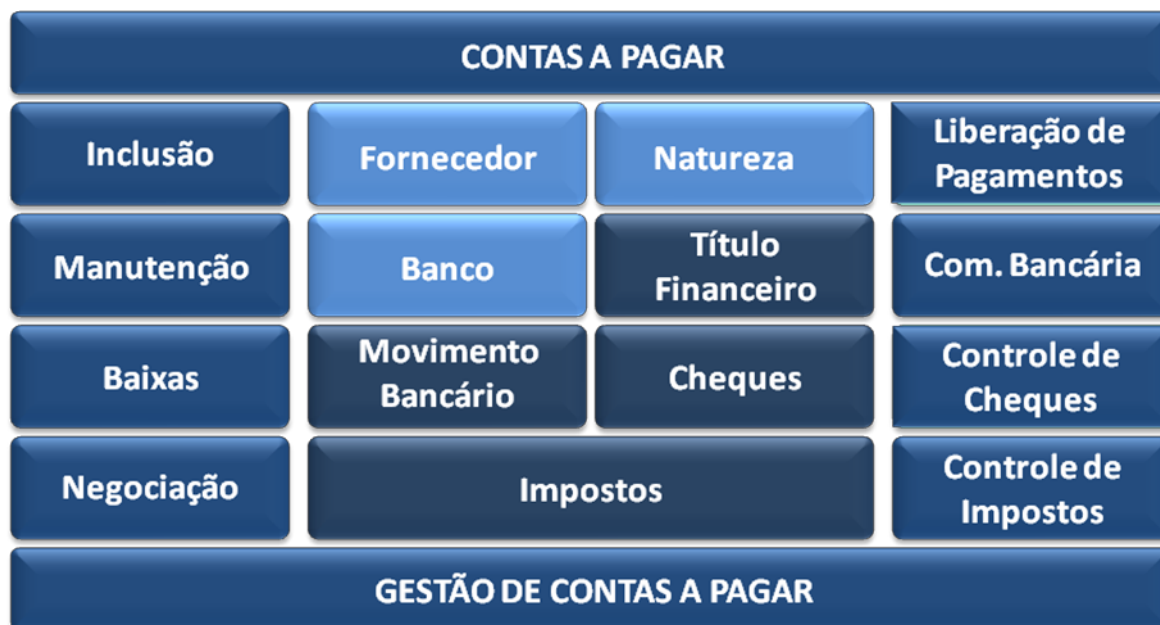 CONTAS A PAGAR
Inclusão
Fornecedor
Natureza
Liberação de
Pagamentos
Manutenção
Banco
Título
Financeiro
Com. Bancária
Baixas
Movimento
Bancário
Cheques
Controle de
Cheques
Negociação
Impostos
Controle de
Impostos
GESTÃO DE CONTAS A PAGAR